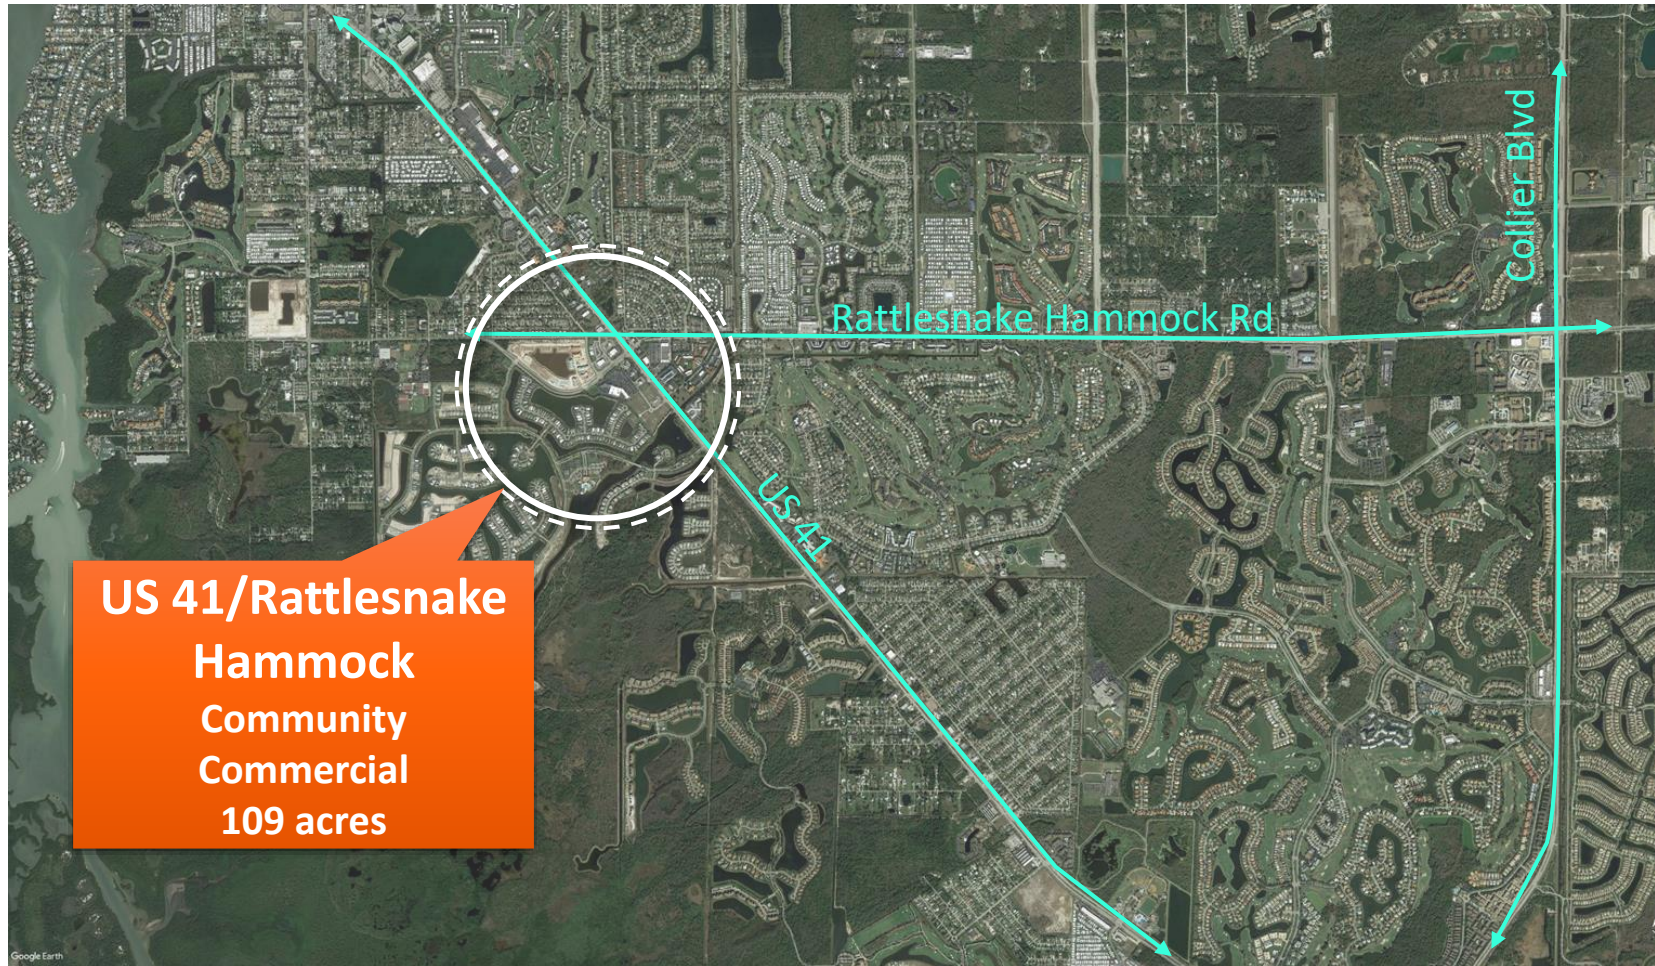 Collier Blvd
Rattlesnake Hammock Rd
US 41
US 41/Rattlesnake
Hammock
Community
Commercial
109 acres
Google Earth